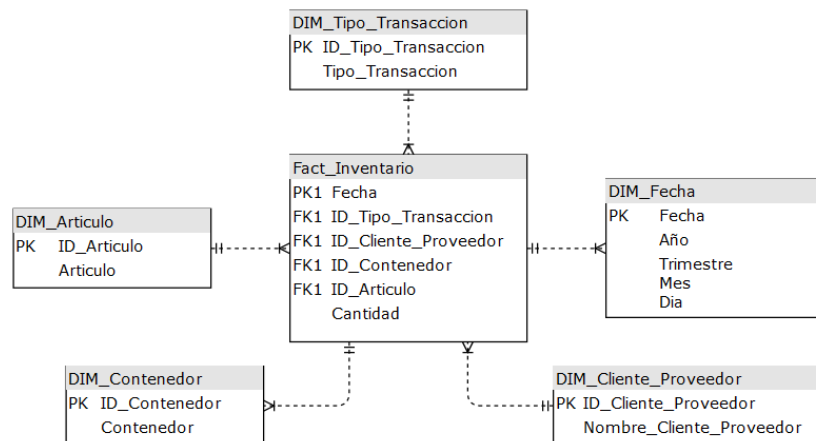 DIM_Tipo_Transaccion
PK ID_Tipo_Transaccion
Tipo_Transaccion
Fact_Inventario
PK1 Fecha
FK1 ID_Tipo_Transaccion
FK1 ID_Cliente_Proveedor
FK1 ID_Contenedor
FK1 ID_Articulo
Cantidad
DIM_Articulo
PK ID_Articulo
Articulo
DIM_Fecha
PK Fecha
Año
Trimestre
Mes
Dia
DIM_Contenedor
PK ID_Contenedor
Contenedor
DIM_Cliente_Proveedor
PK ID_Cliente_Proveedor
Nombre_Cliente_Proveedor